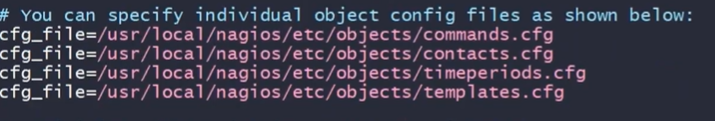 # You can specify individual object config files as shown below:
cfg_file=/usr/local/nagios/etc/objects/commands.cfg
cfg_file=/usr/local/nagios/etc/objects/contacts.cfg
cfg_file=/usr/local/nagios/etc/objects/timeperiods.cfg
cfg_file=/usr/local/nagios/etc/objects/templates.cfg